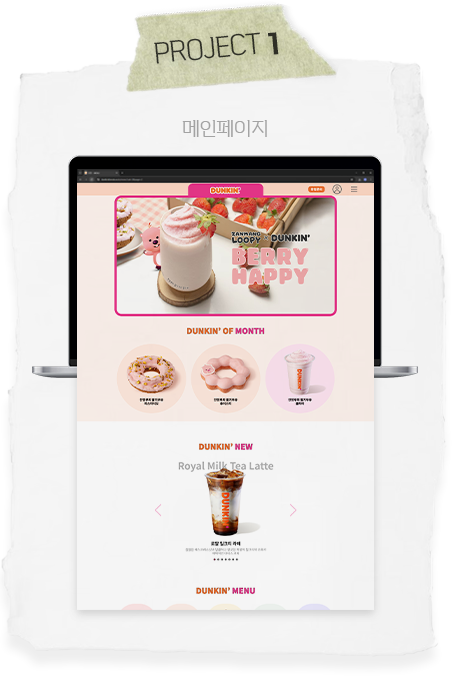 PROJECT 1
메인페이지
DUNKIN'
ZANMANG
LOOPY × DUNKIN'
BERRY
HAPPY
DUNKIN' OF MONTH
DUNKIN' NEW
Royal Milk Tea Latte
DUNKIN'
로얄 밀크티 라떼
DUNKIN' MENU